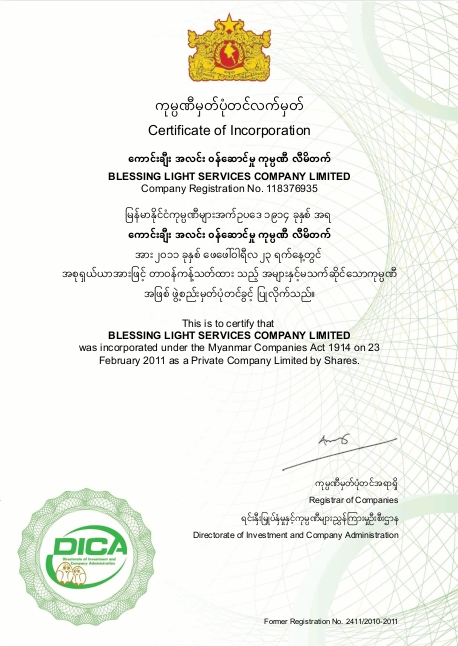 ကုမ္ပဏီမှတ်ပုံတင်လက်မှတ်
Certificate of Incorporation
ကောင်းချီး အလင်း ဝန်ဆောင်မှု ကုမ္ပဏီ လီမိတက်
BLESSING LIGHT SERVICES COMPANY LIMITED
Company Registration No. 118376935
မြန်မာနိုင်ငံကုမ္ပဏီများအက်ဥပဒေ ၁၉၁၄ ခုနှစ် အရ
ကောင်းချီး အလင်း ဝန်ဆောင်မှု ကုမ္ပဏီ လီမိတက်
အား၂၀၁၁ ခုနှစ် ဖေဖော်ဝါရီလ ၂၃ ရက်နေ့တွင်
အစုရှယ်ယာအားဖြင့် တာဝန်ကန့်သတ်ထား သည့် အများနှင့်မသက်ဆိုင်သောကုမ္ပဏီ
အဖြစ် ဖွဲ့စည်းမှတ်ပုံတင်ခွင့် ပြုလိုက်သည်။
This is to certify that
BLESSING LIGHT SERVICES COMPANY LIMITED
was incorporated under the Myanmar Companies Act 1914 on 23
February 2011 as a Private Company Limited by Shares.
ကုမ္ပဏီမှတ်ပုံတင်အရာရှိ
Registrar of Companies
ရင်းနှီးမြှုပ်နှံမှုနှင့်ကုမ္ပဏီများညွှန်ကြားမှုဦးစီးဌာန
Directorate of Investment and Company Administration
DICA
Directorate of Investment and
Company Administration
Former Registration No. 2411/2010-2011